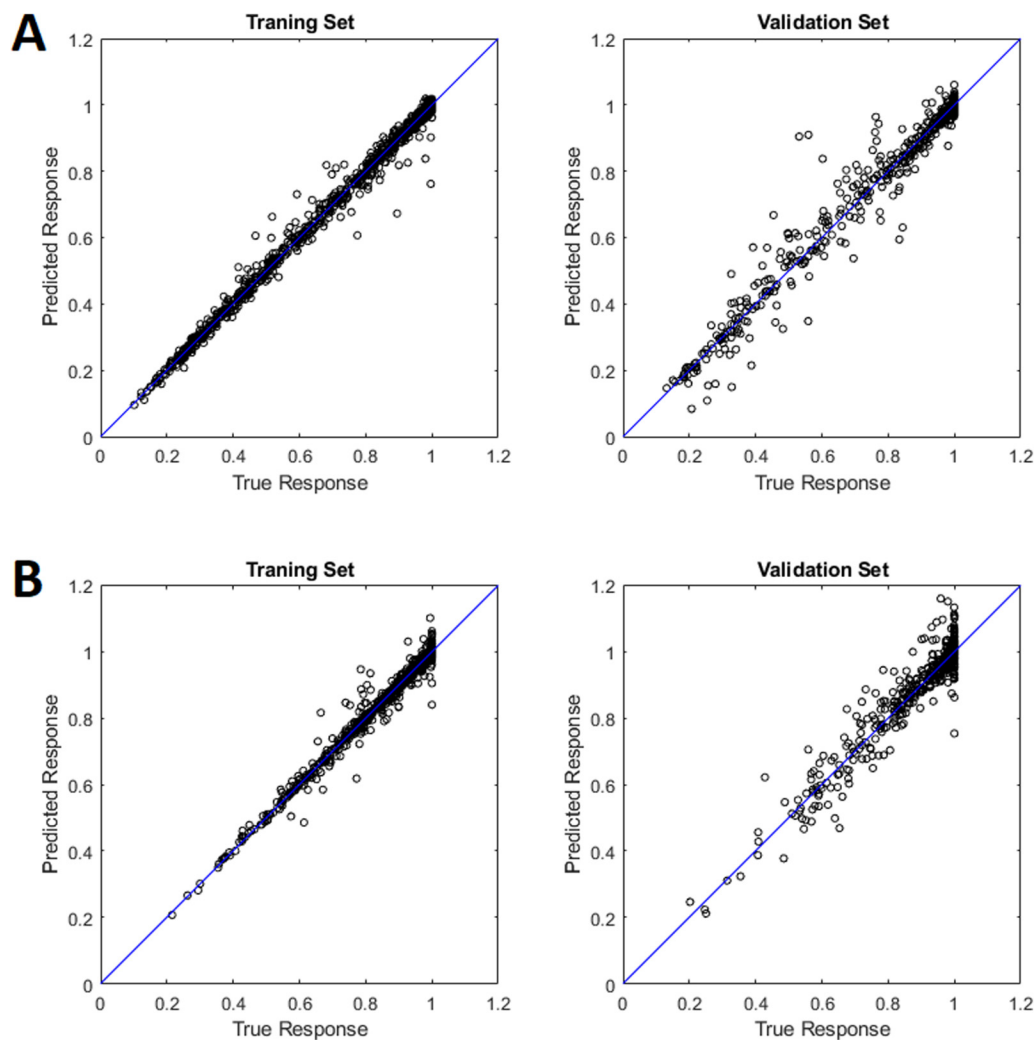 A
Traning Set
1.2
1
0.8
0.6
0.4
0.2
0
Predicted Response
0 0.2 0.4 0.6 0.8 1 1.2
True Response
Validation Set
1.2
1
0.8
0.6
0.4
0.2
0
Predicted Response
0 0.2 0.4 0.6 0.8 1 1.2
True Response
B
Traning Set
1.2
1
0.8
0.6
0.4
0.2
0
Predicted Response
0 0.2 0.4 0.6 0.8 1 1.2
True Response
Validation Set
1.2
1
0.8
0.6
0.4
0.2
0
Predicted Response
0 0.2 0.4 0.6 0.8 1 1.2
True Response